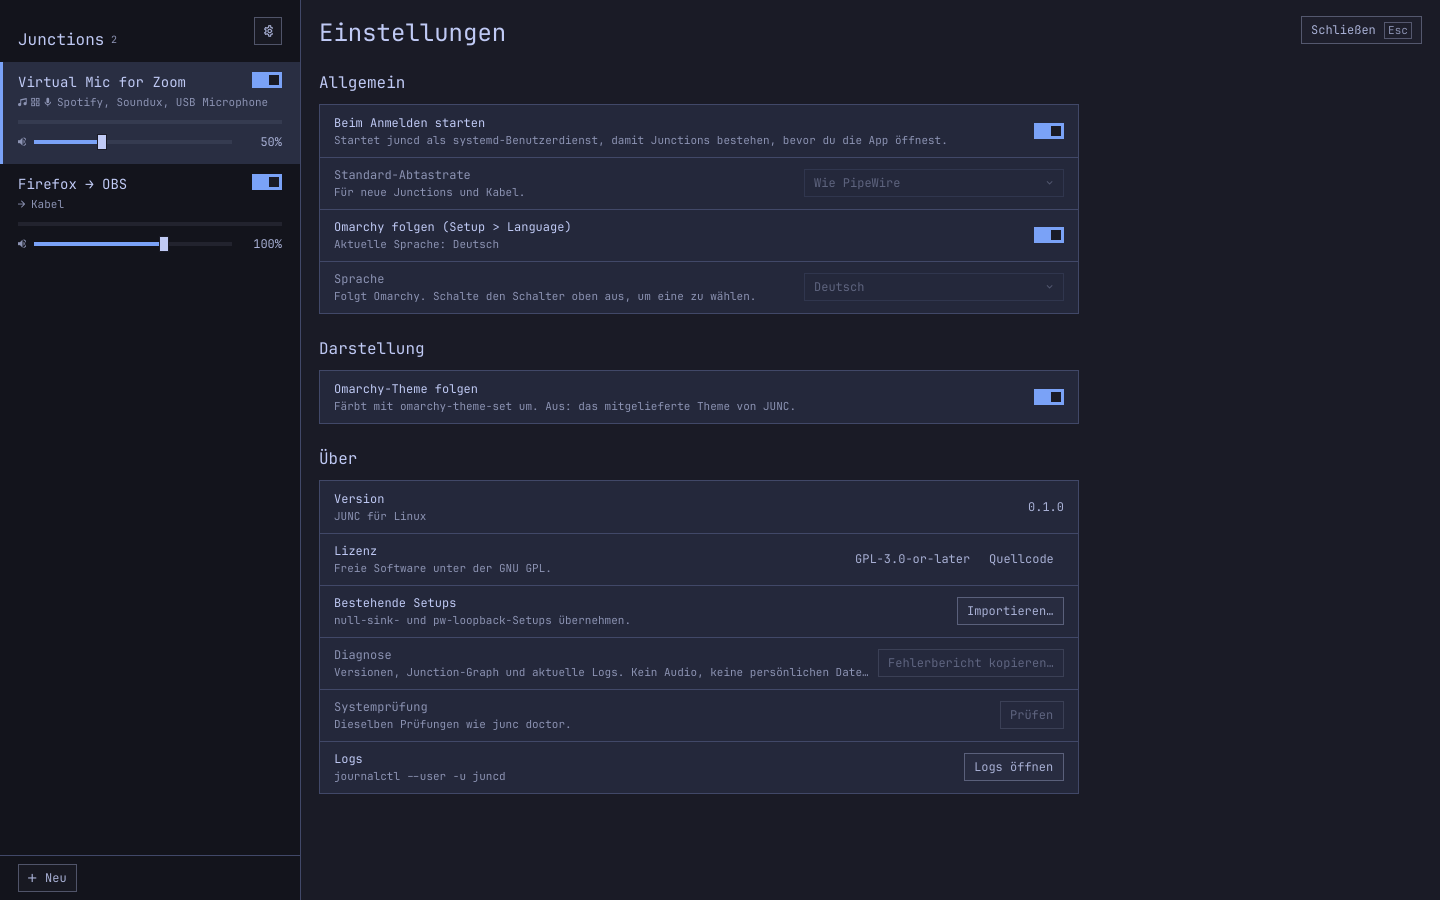 Junctions 2
Virtual Mic for Zoom
Spotify, Soundux, USB Microphone
50%
Firefox → OBS
→ Kabel
100%
+ Neu
Einstellungen
Schließen Esc
Allgemein
Beim Anmelden starten
Startet juncd als systemd-Benutzerdienst, damit Junctions bestehen, bevor du die App öffnest.
Standard-Abtastrate
Wie PipeWire
Für neue Junctions und Kabel.
Omarchy folgen (Setup > Language)
Aktuelle Sprache: Deutsch
Sprache
Deutsch
Folgt Omarchy. Schalte den Schalter oben aus, um eine zu wählen.
Darstellung
Omarchy-Theme folgen
Färbt mit omarchy-theme-set um. Aus: das mitgelieferte Theme von JUNC.
Über
Version
0.1.0
JUNC für Linux
Lizenz
GPL-3.0-or-later Quellcode
Freie Software unter der GNU GPL.
Bestehende Setups
Importieren…
null-sink- und pw-loopback-Setups übernehmen.
Diagnose
Fehlerbericht kopieren…
Versionen, Junction-Graph und aktuelle Logs. Kein Audio, keine persönlichen Date…
Systemprüfung
Prüfen
Dieselben Prüfungen wie junc doctor.
Logs
Logs öffnen
journalctl --user -u juncd